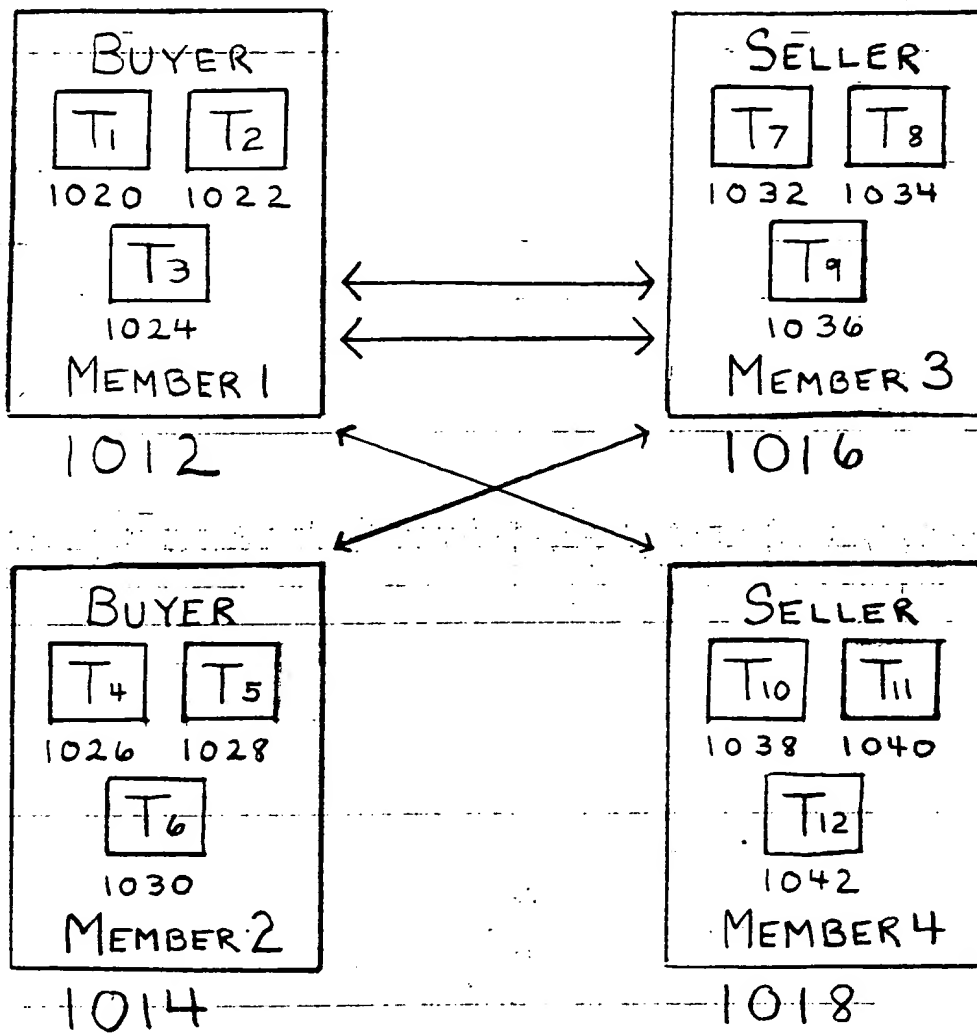 BUYER
T1 T2
1020 1022
T3
1024
MEMBER 1
1012
SELLER
T7 T8
1032 1034
T9
1036
MEMBER 3
1016
BUYER
T4 T5
1026 1028
T6
1030
MEMBER 2
1014
SELLER
T10 T11
1038 1040
T12
1042
MEMBER 4
1018